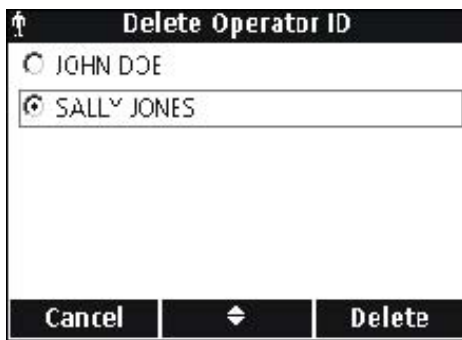 Delete Operator ID
JOHN DOE
SALLY JONES
Cancel Delete